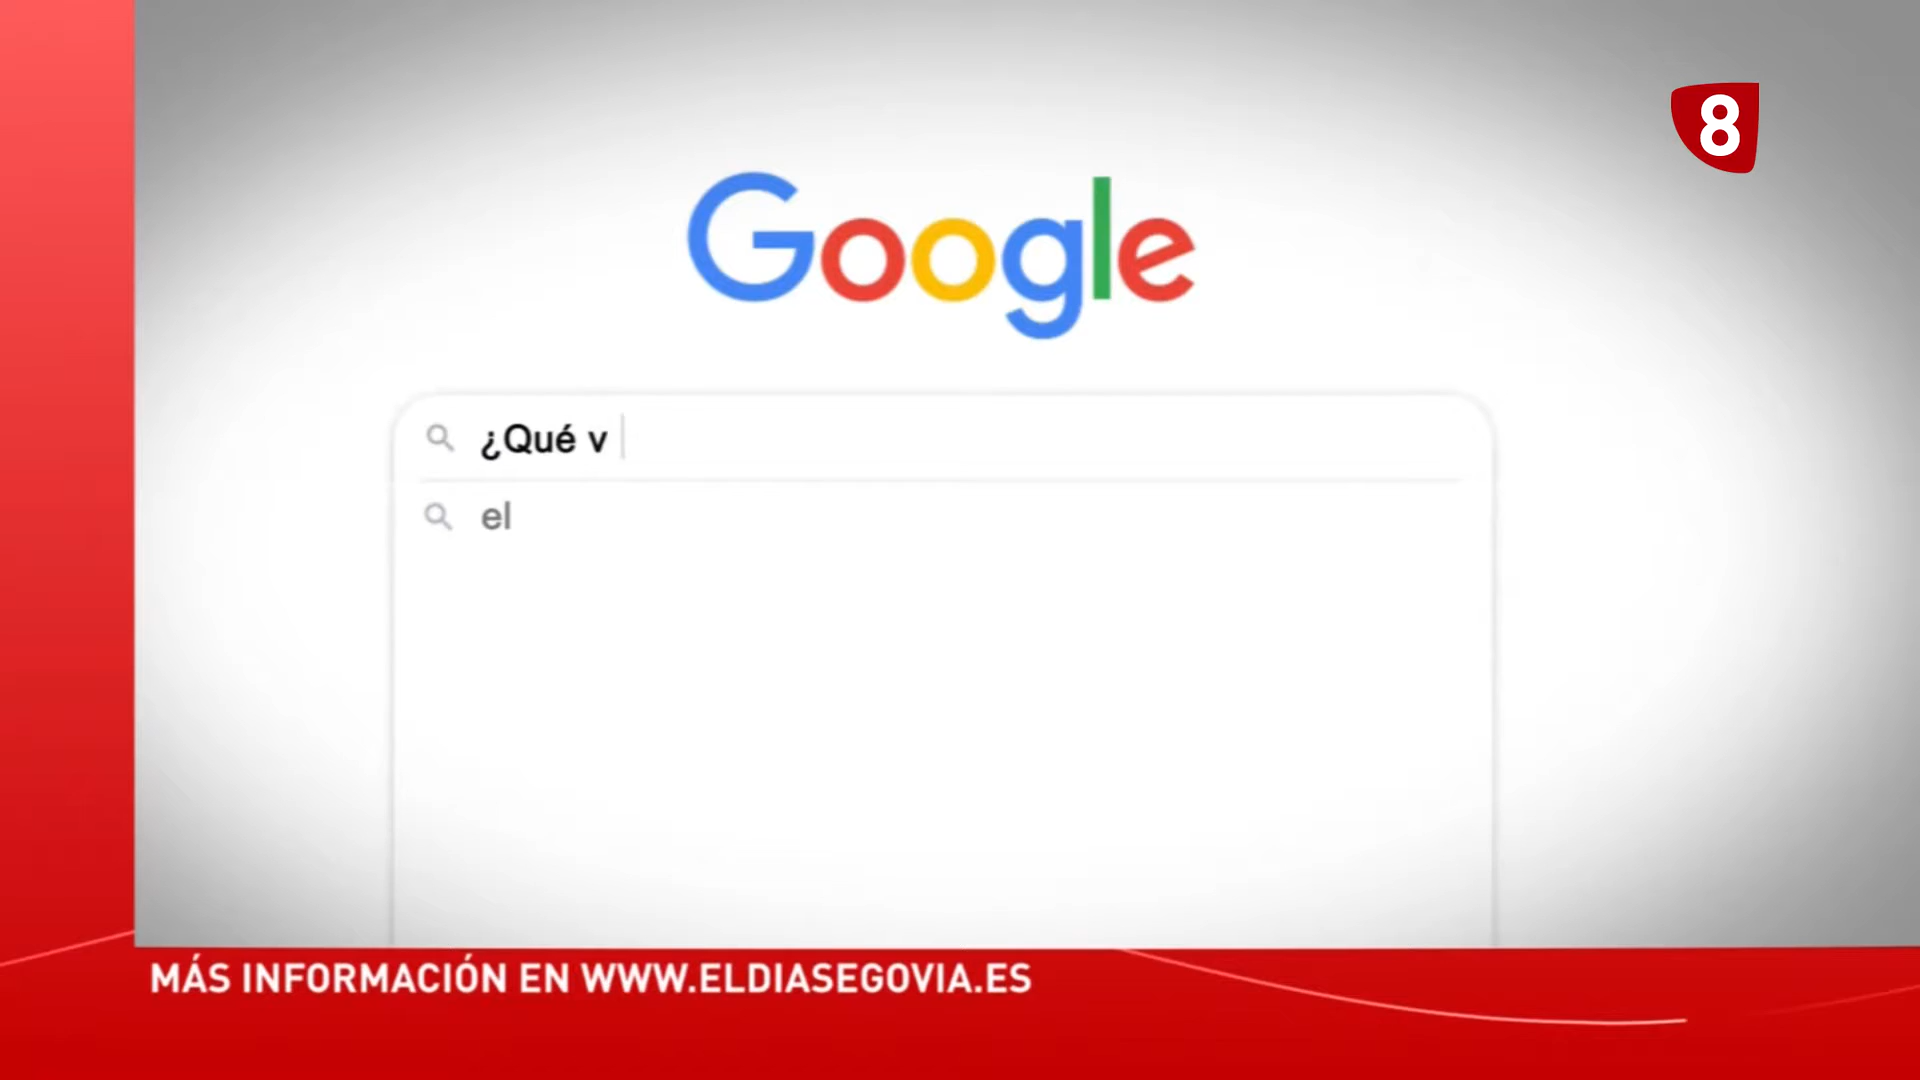 8
Google
¿Qué v
el
MÁS INFORMACIÓN EN WWW.ELDIASEGOVIA.ES